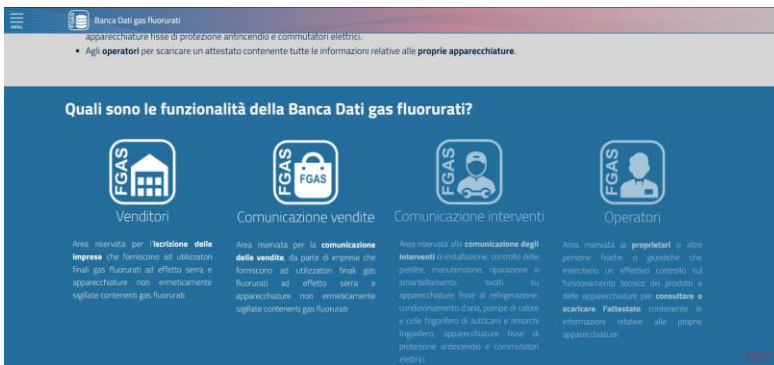 MENU
Banca Dati gas fluorurati
apparecchiature fisse di protezione antincendio e commutatori elettrici.
• Agli operatori per scaricare un attestato contenente tutte le informazioni relative alle proprie apparecchiature.
Quali sono le funzionalità della Banca Dati gas fluorurati?
FGAS
Venditori
Area riservata per l'iscrizione delle
imprese che forniscono ad utilizzatori
finali gas fluorurati ad effetto serra e
apparecchiature non ermeticamente
sigillate contenenti gas fluorurati
FGAS
FGAS
Comunicazione vendite
Area riservata per la comunicazione
delle vendite, da parte di imprese che
forniscono ad utilizzatori finali gas
fluorurati ad effetto serra e
apparecchiature non ermeticamente
sigillate contenenti gas fluorurati
FGAS
Comunicazione interventi
Area riservata alla comunicazione degli
interventi di installazione, controllo delle
perdite, manutenzione, riparazione o
smantellamento, svolti su
apparecchiature fisse di refrigerazione,
condizionamento d'aria, pompe di calore
e celle frigorifero di autocarri e rimorchi
frigorifero, apparecchiature fisse di
protezione antincendio e commutatori
elettrici
FGAS
Operatori
Area riservata ai proprietari o altre
persone fisiche o giuridiche che
esercitano un effettivo controllo sul
funzionamento tecnico dei prodotti e
delle apparecchiature per consultare o
scaricare l'attestato contenente le
informazioni relative alle proprie
apparecchiature
TEST